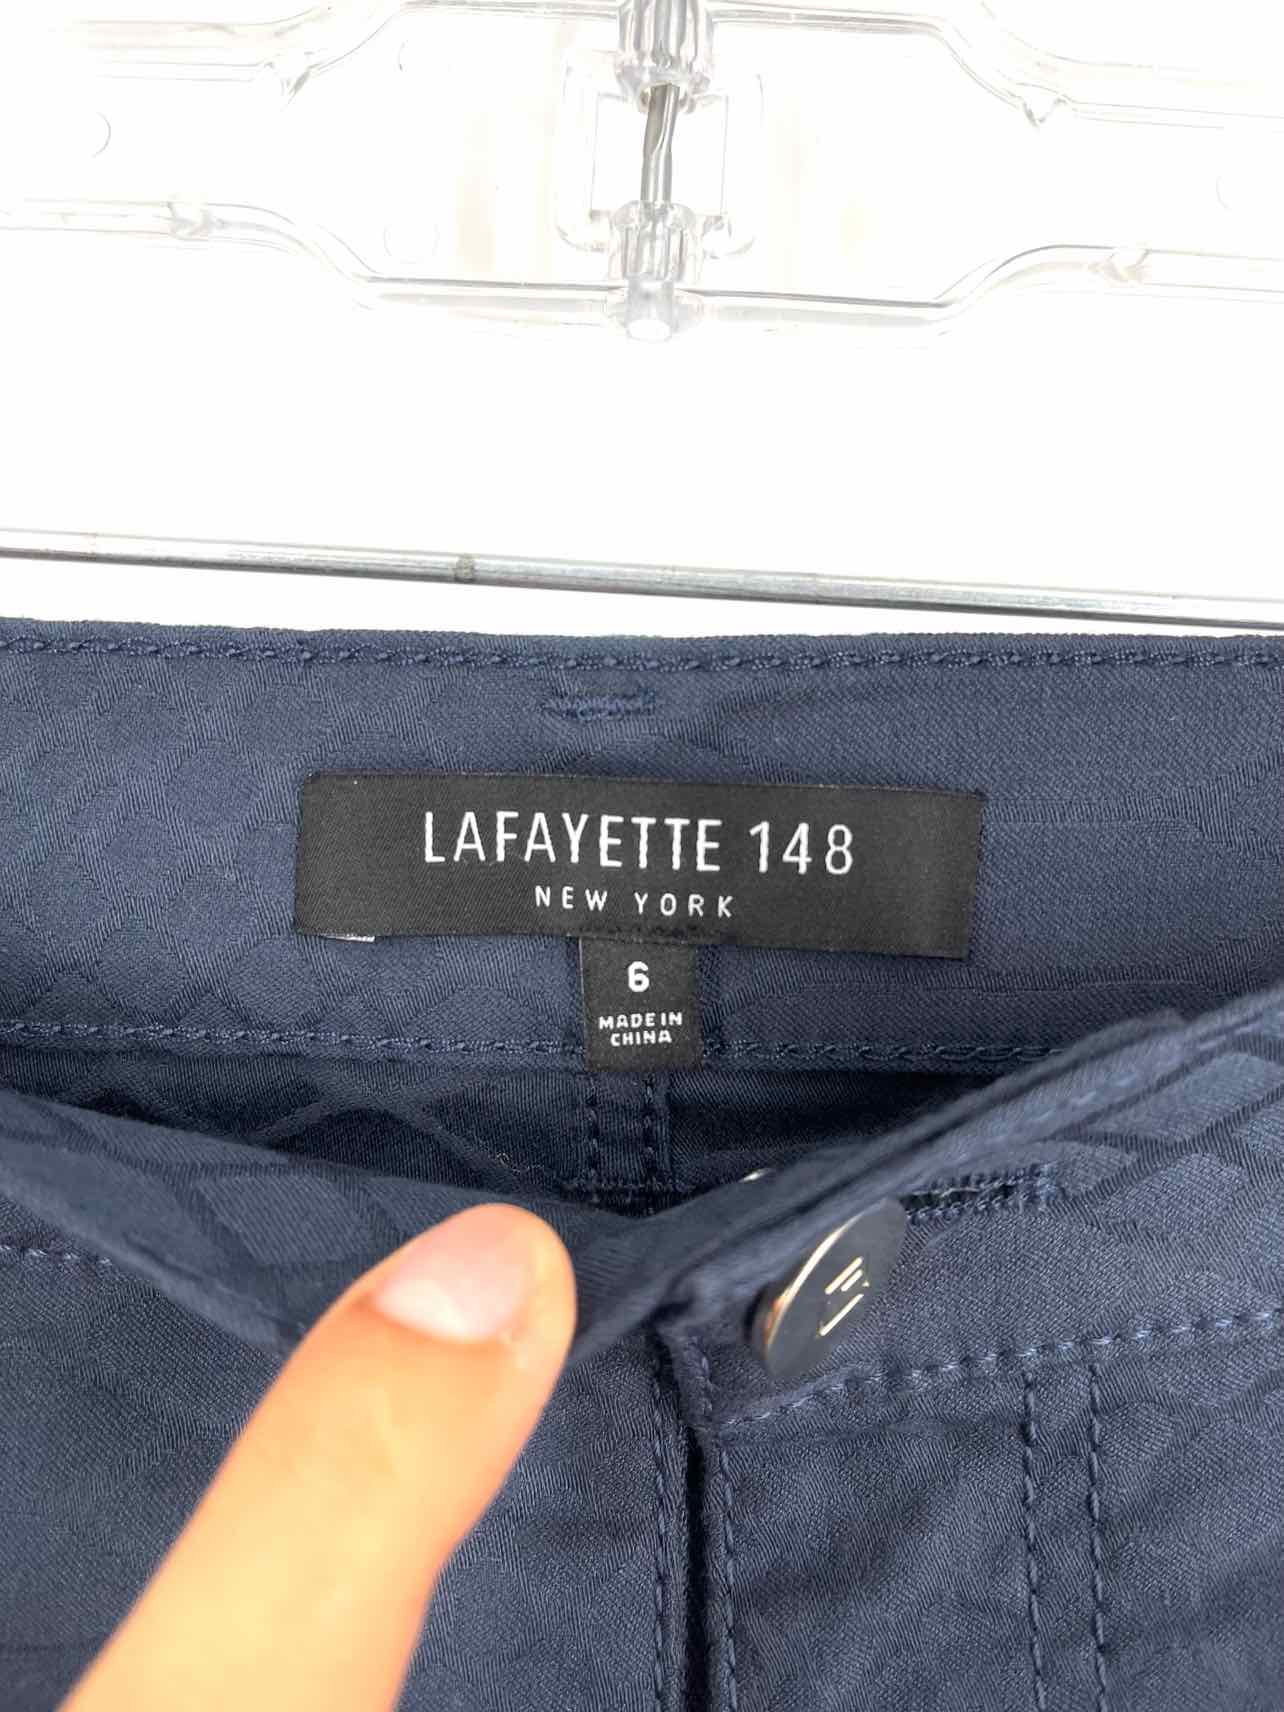 LAFAYETTE 148
NEW YORK
6
MADE IN
CHINA